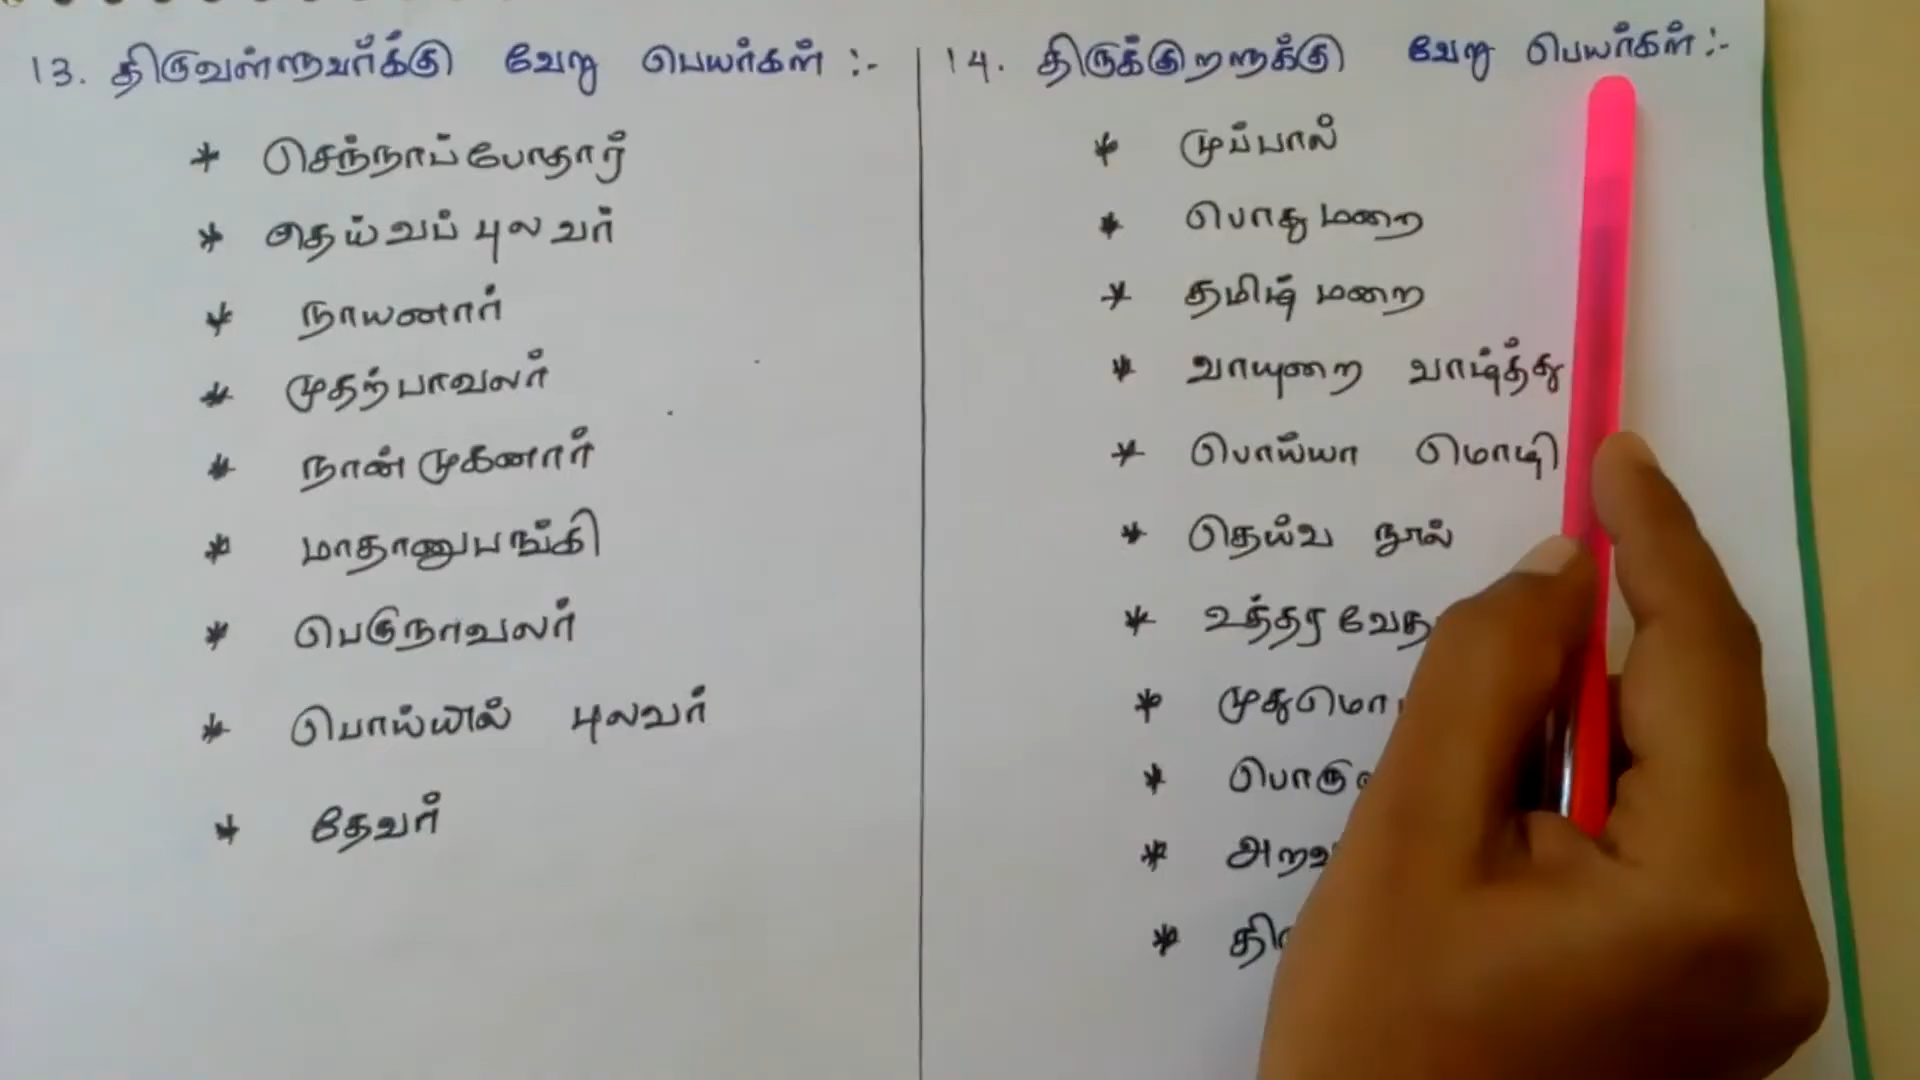 13. திருவள்ளுவர்க்கு வேறு பெயர்கள் :-
* செந்நாப்போதார்
* தெய்வப் புலவர்
* நாயனார்
* முதற்பாவலர்
* நான்முகனார்
* மாதானுபங்கி
* பெருநாவலர்
* பொய்யில் புலவர்
* தேவர்
14. திருக்குறளுக்கு வேறு பெயர்கள் :-
* முப்பால்
* பொதுமறை
* தமிழ் மறை
* வாயுறை வாழ்த்து
* பொய்யா மொழி
* தெய்வ நூல்
* உத்தரவேத
* முதுமொ
* பொரு
* அற
* தி